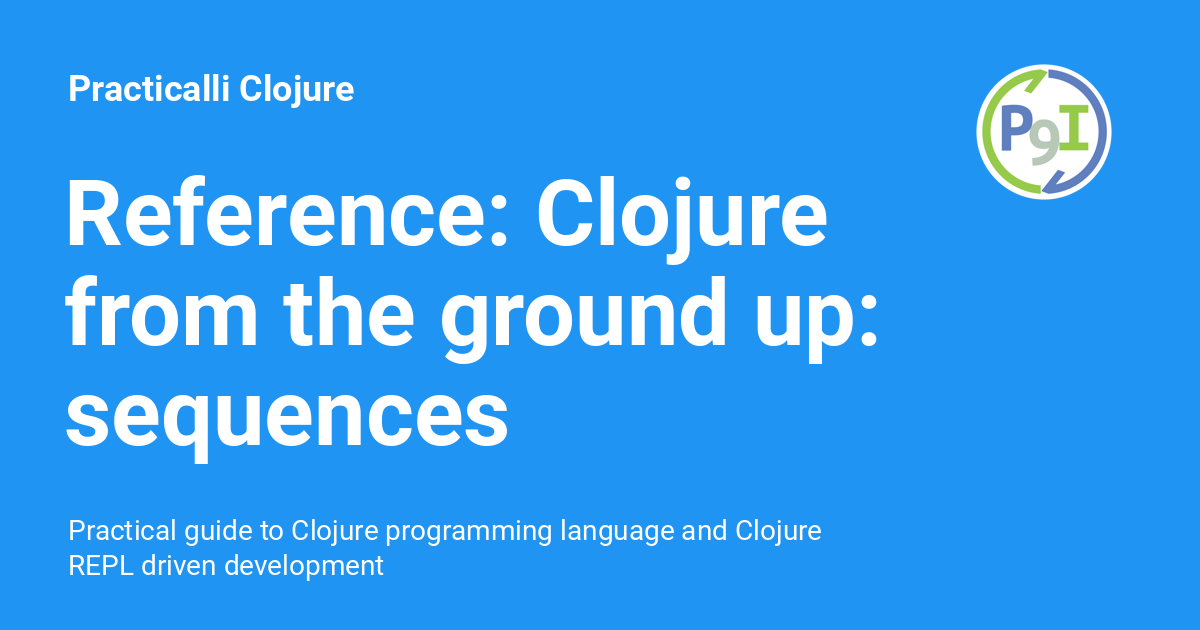 Practicalli Clojure
P9I
Reference: Clojure
from the ground up:
sequences
Practical guide to Clojure programming language and Clojure
REPL driven development